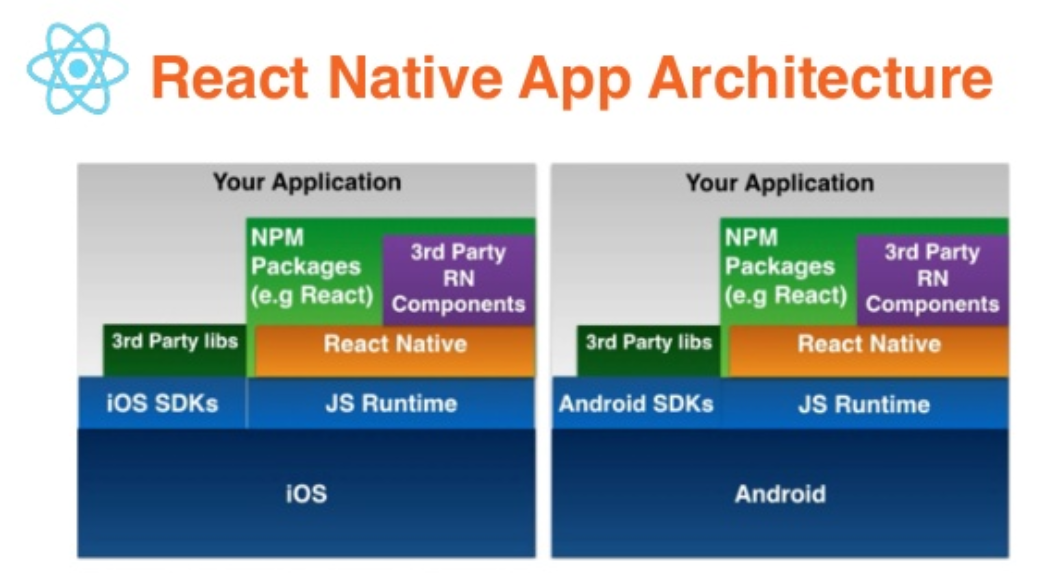 React Native App Architecture
Your Application
NPM
Packages
(e.g React)
3rd Party
RN
Components
3rd Party libs
React Native
iOS SDKs
JS Runtime
iOS
Your Application
NPM
Packages
(e.g React)
3rd Party
RN
Components
3rd Party libs
React Native
Android SDKs
JS Runtime
Android